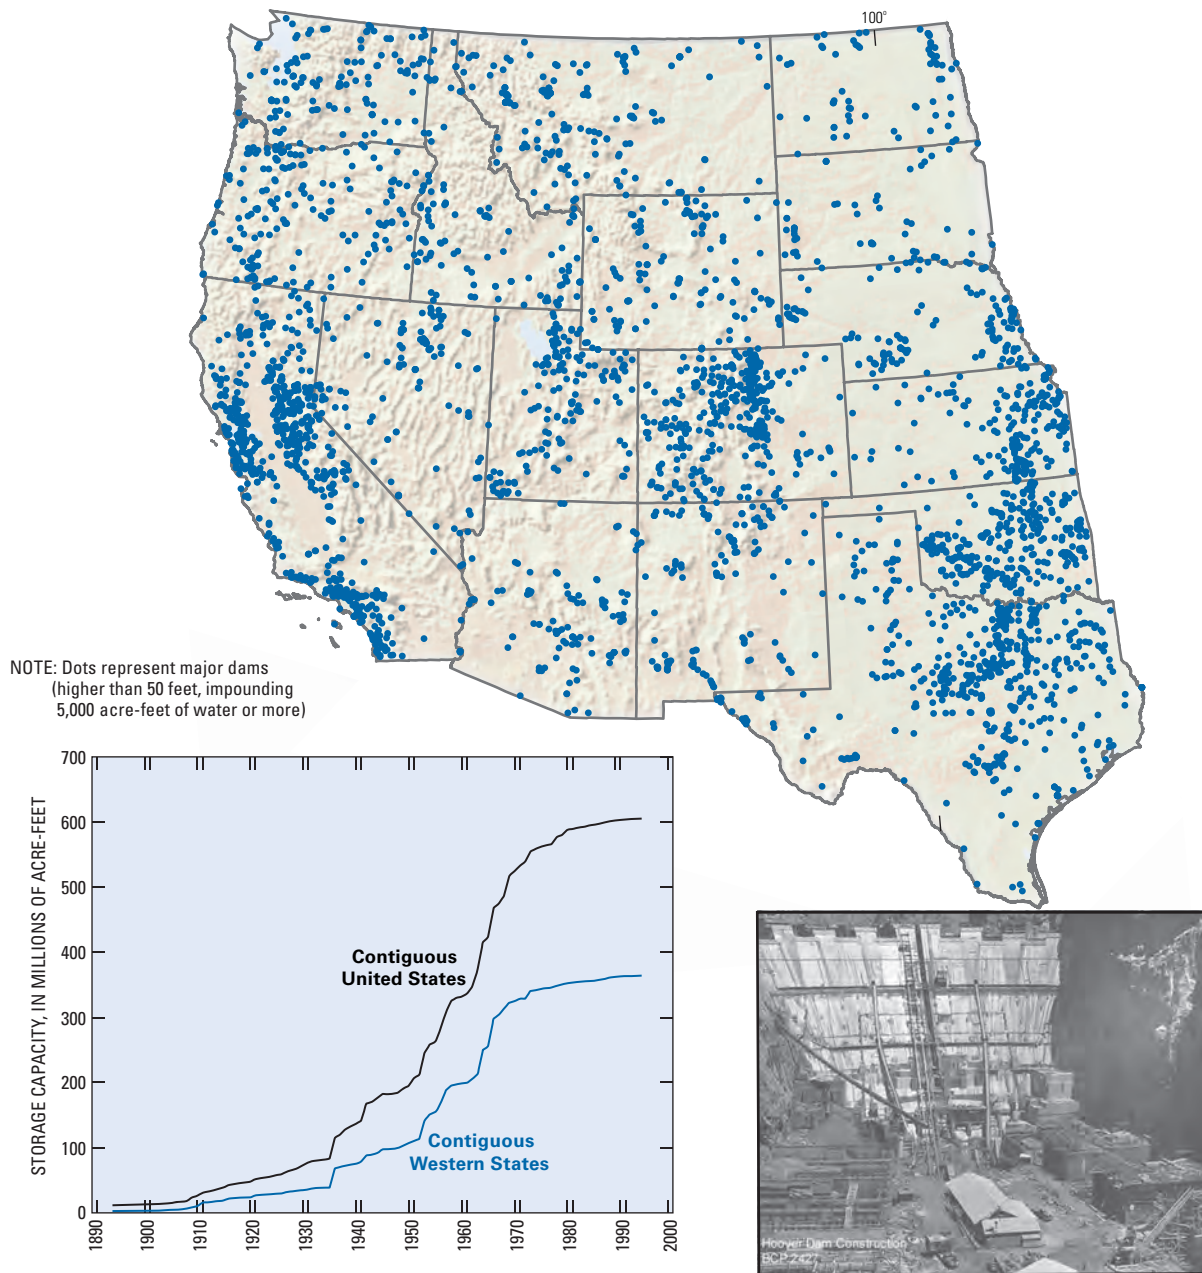 100°
NOTE: Dots represent major dams
(higher than 50 feet, impounding
5,000 acre-feet of water or more)
STORAGE CAPACITY, IN MILLIONS OF ACRE-FEET
700
600
500
400
300
200
100
0
Contiguous
United States
Contiguous
Western States
1890
1900
1910
1920
1930
1940
1950
1960
1970
1980
1990
2000
Hoover Dam Construction
BCP 2427